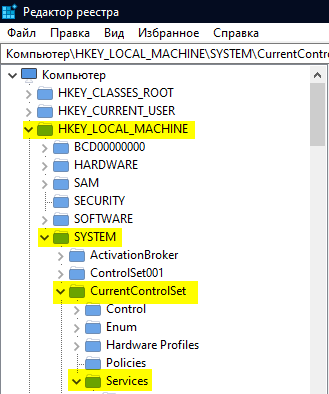 Редактор реестра
Файл Правка Вид Избранное Справка
Компьютер\HKEY_LOCAL_MACHINE\SYSTEM\CurrentContro
Компьютер
HKEY_CLASSES_ROOT
HKEY_CURRENT_USER
HKEY_LOCAL_MACHINE
BCD00000000
HARDWARE
SAM
SECURITY
SOFTWARE
SYSTEM
ActivationBroker
ControlSet001
CurrentControlSet
Control
Enum
Hardware Profiles
Policies
Services